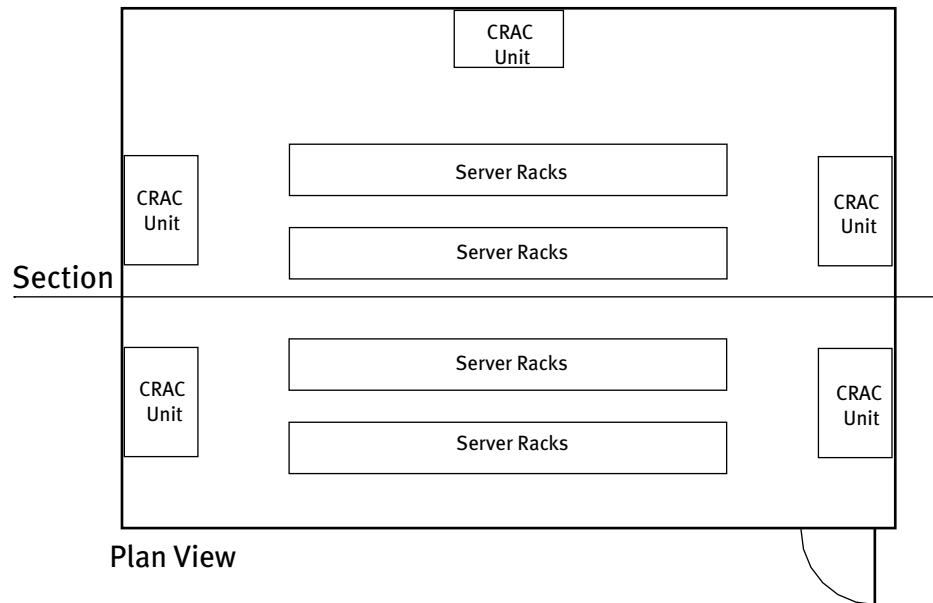 CRAC
Unit
Server Racks
CRAC
Unit
CRAC
Unit
Server Racks
Section
Server Racks
CRAC
Unit
CRAC
Unit
Server Racks
Plan View